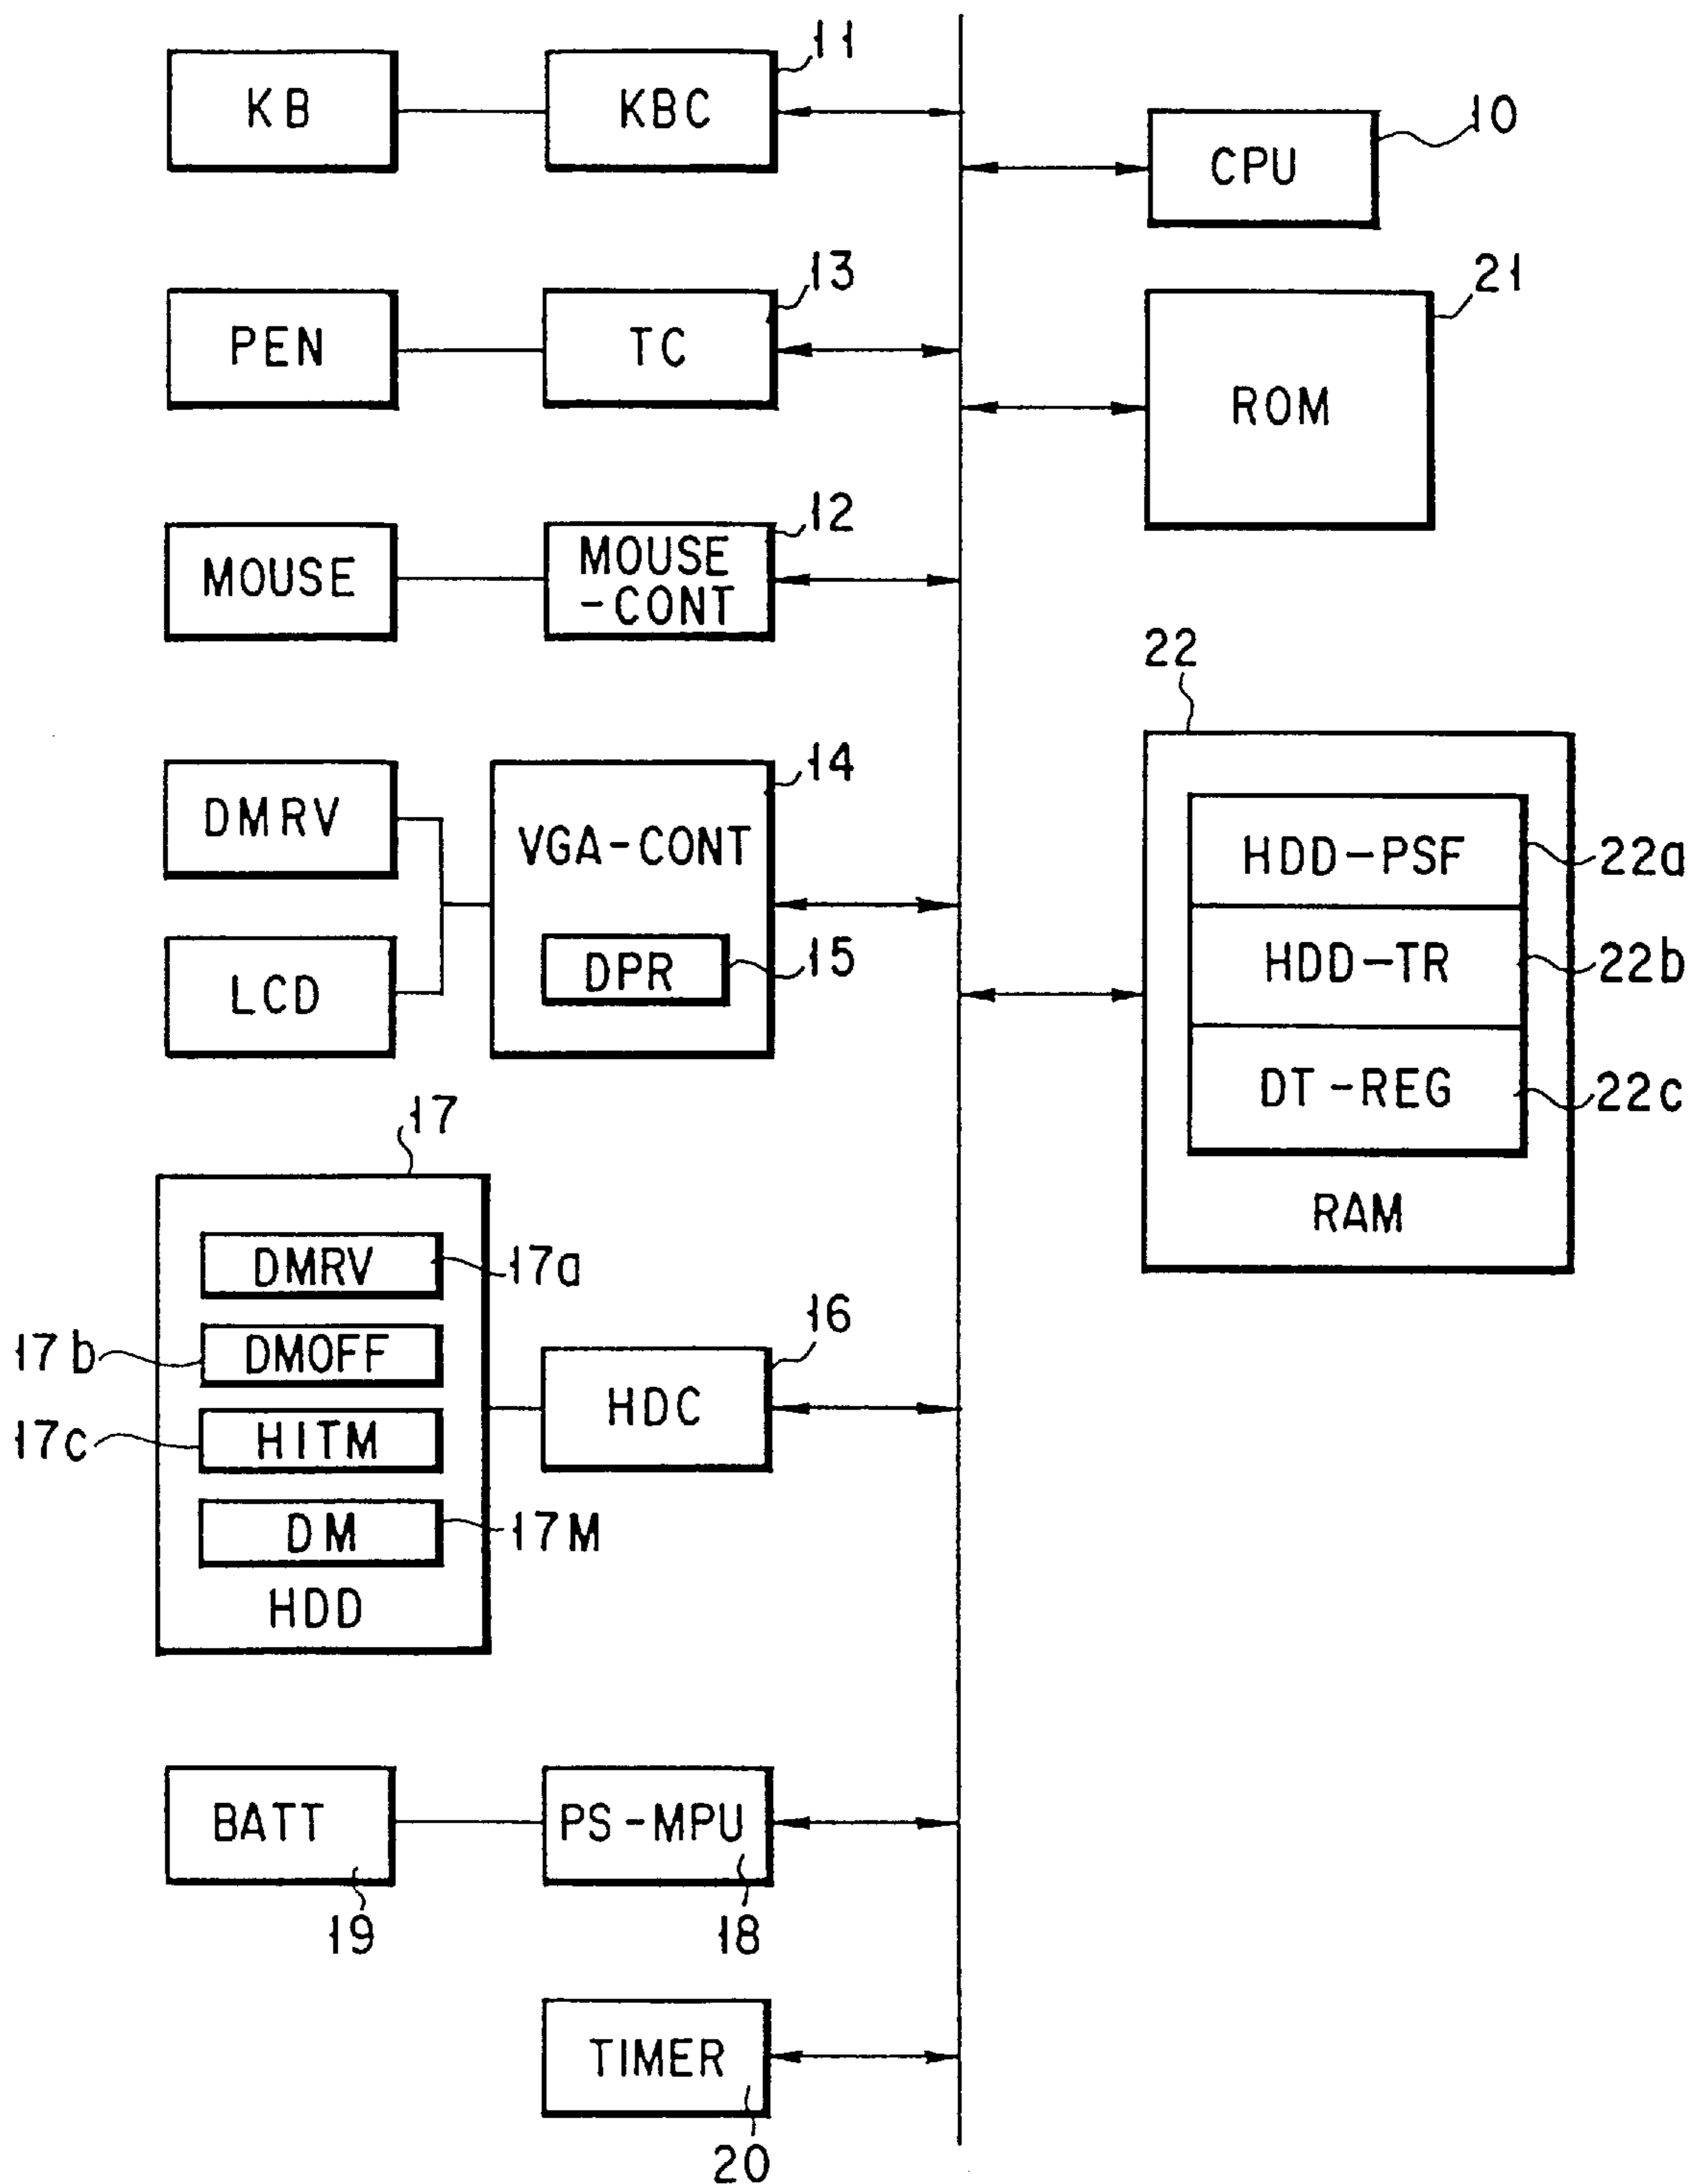 11
KB
KBC
10
CPU
13
PEN
TC
21
ROM
12
MOUSE
MOUSE
-CONT
22
14
DMRV
VGA-CONT
15
DPR
LCD
HDD-PSF
22a
HDD-TR
22b
DT-REG
22c
RAM
17
DMRV
17a
17b
DMOFF
17c
HITM
DM
17M
HDD
16
HDC
BATT
19
PS-MPU
18
TIMER
20